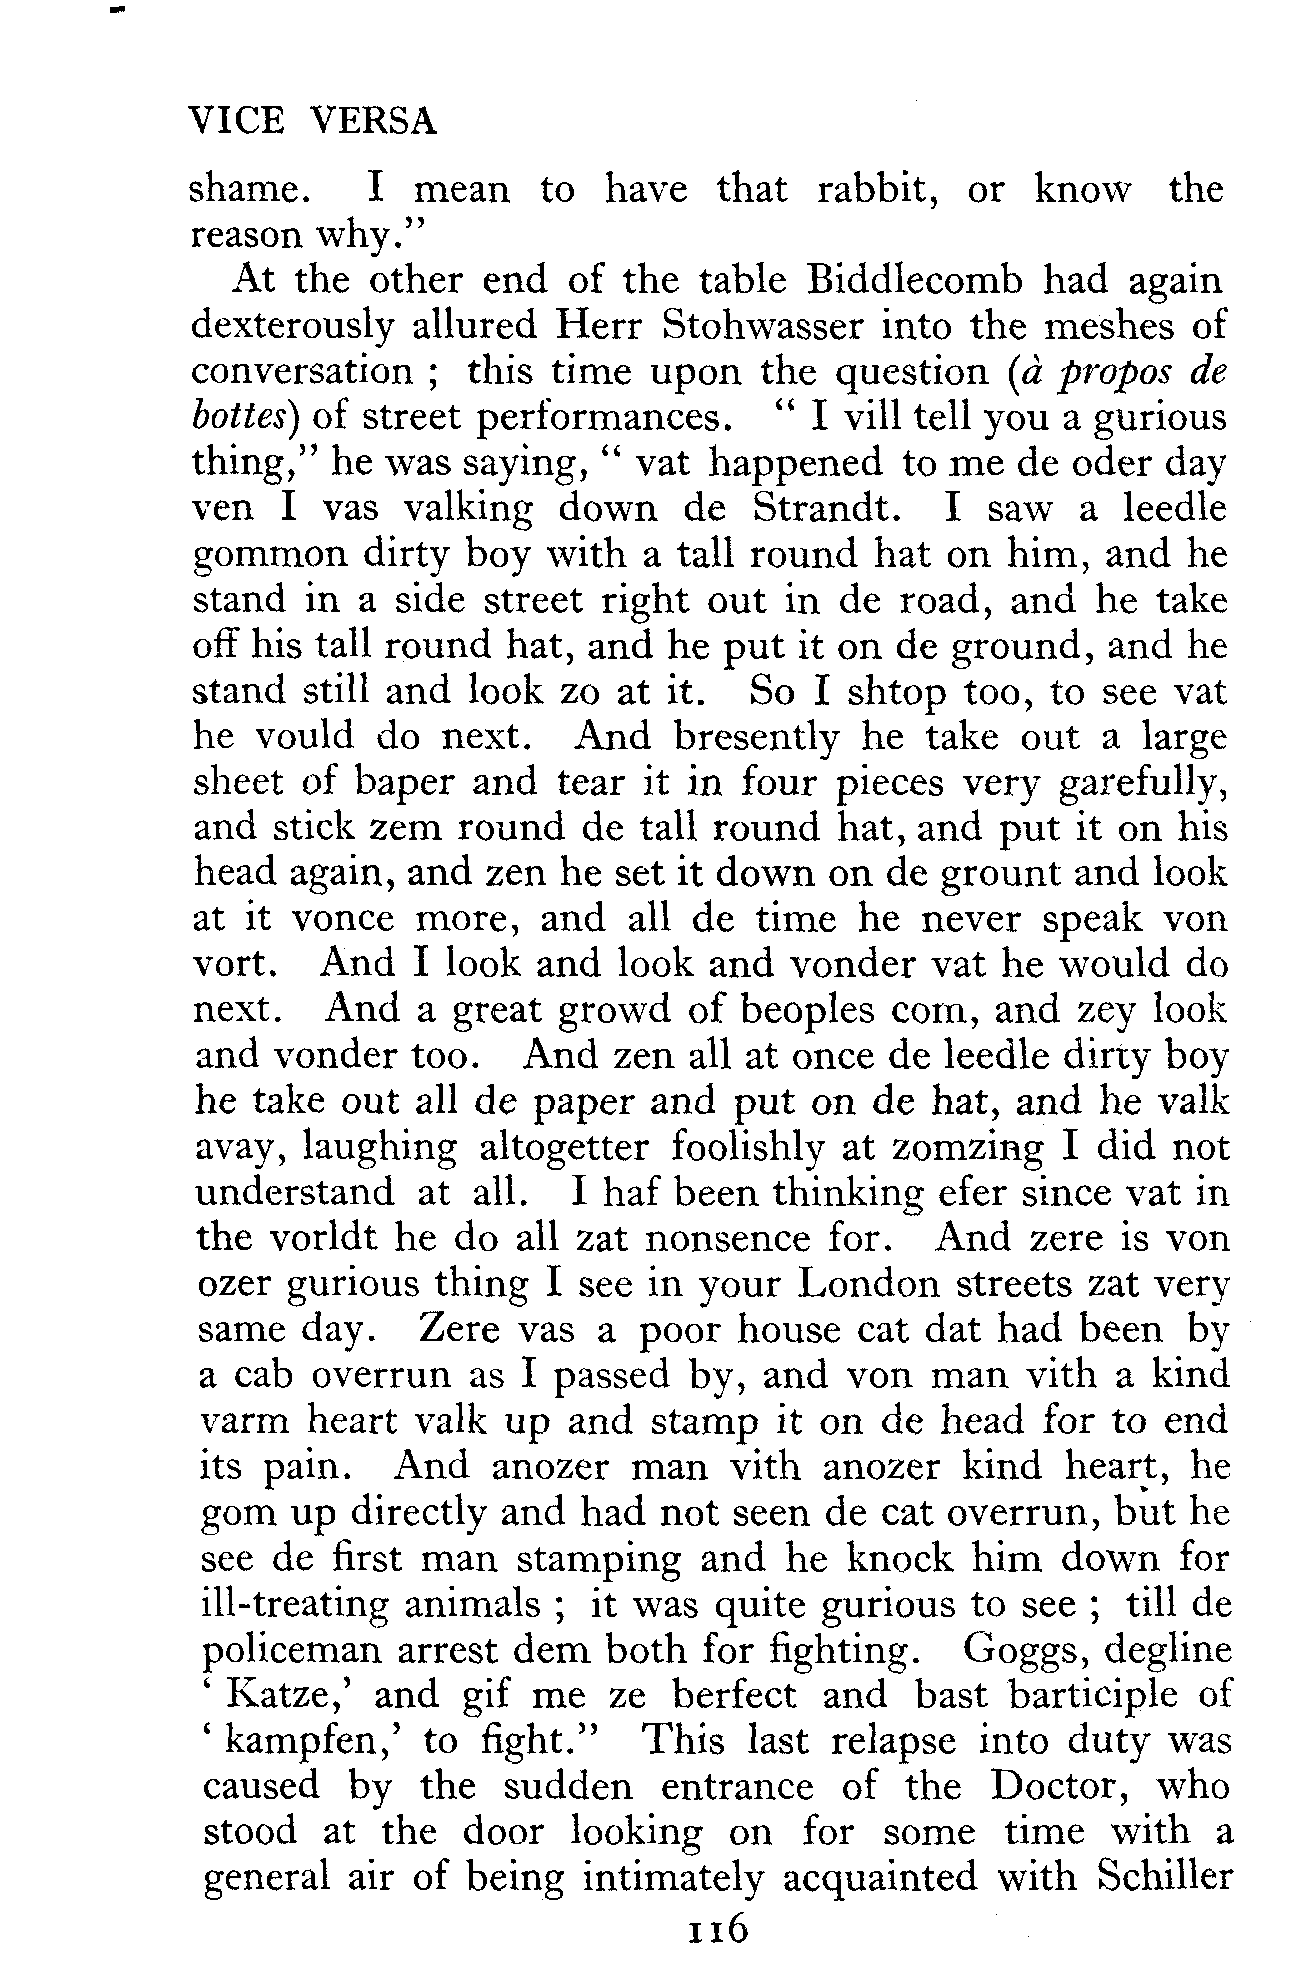 VICE VERSA
shame. I mean to have that rabbit, or know the
reason why."
At the other end of the table Biddlecomb had again
dexterously allured Herr Stohwasser into the meshes of
conversation ; this time upon the question (à propos de
bottes) of street performances. " I vill tell you a gurious
thing," he was saying, " vat happened to me de oder day
ven I vas valking down de Strandt. I saw a leedle
gommon dirty boy with a tall round hat on him, and he
stand in a side street right out in de road, and he take
off his tall round hat, and he put it on de ground, and he
stand still and look zo at it. So I shtop too, to see vat
he vould do next. And bresently he take out a large
sheet of baper and tear it in four pieces very garefully,
and stick zem round de tall round hat, and put it on his
head again, and zen he set it down on de grount and look
at it vonce more, and all de time he never speak von
vort. And I look and look and vonder vat he would do
next. And a great growd of beoples com, and zey look
and vonder too. And zen all at once de leedle dirty boy
he take out all de paper and put on de hat, and he valk
avay, laughing altogetter foolishly at zomzing I did not
understand at all. I haf been thinking efer since vat in
the vorldt he do all zat nonsence for. And zere is von
ozer gurious thing I see in your London streets zat very
same day. Zere vas a poor house cat dat had been by
a cab overrun as I passed by, and von man vith a kind
varm heart valk up and stamp it on de head for to end
its pain. And anozer man vith anozer kind heart, he
gom up directly and had not seen de cat overrun, but he
see de first man stamping and he knock him down for
ill-treating animals ; it was quite gurious to see ; till de
policeman arrest dem both for fighting. Goggs, degline
' Katze,' and gif me ze berfect and bast barticiple of
' kampfen,' to fight." This last relapse into duty was
caused by the sudden entrance of the Doctor, who
stood at the door looking on for some time with a
general air of being intimately acquainted with Schiller
116